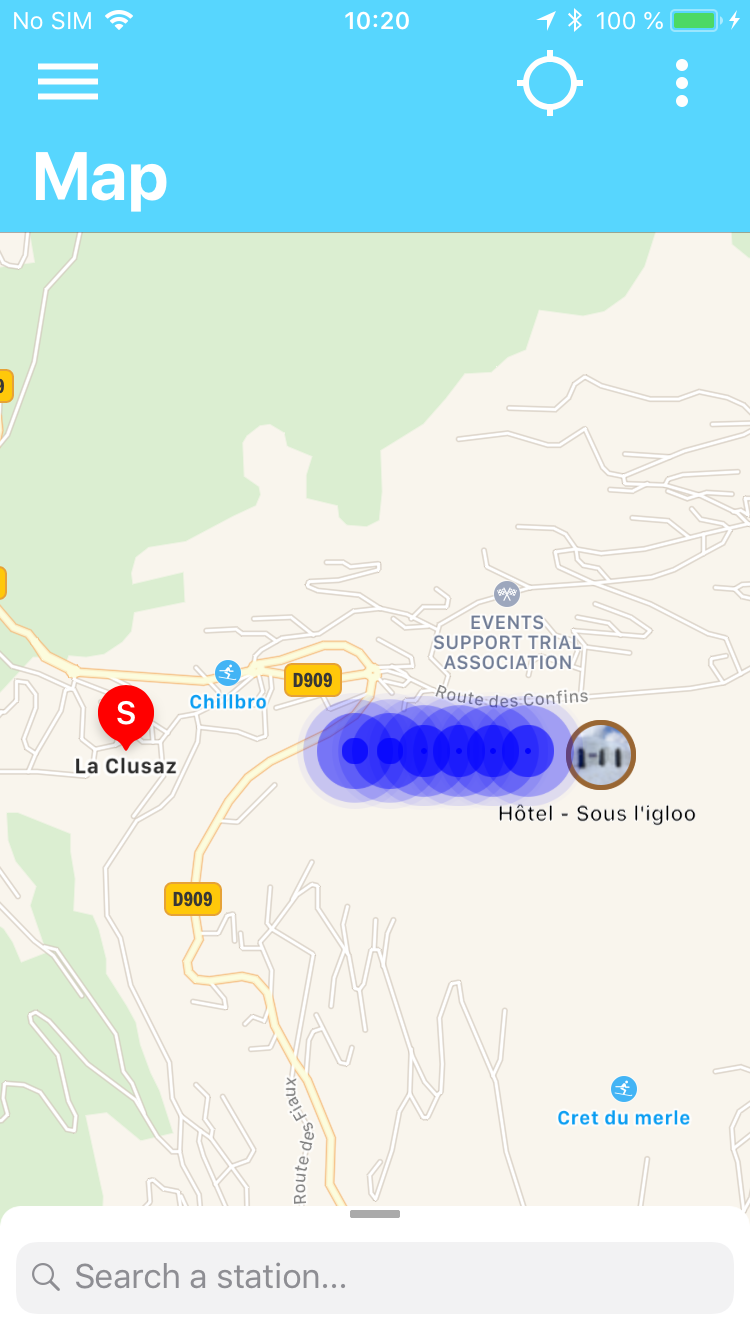 No SIM 10:20 100 %
Map
9
EVENTS
SUPPORT TRIAL
ASSOCIATION
D909
Chillbro
Route des Confins
S
La Clusaz
Hôtel - Sous l'igloo
D909
Route des Fiaux
Cret du merle
Search a station...